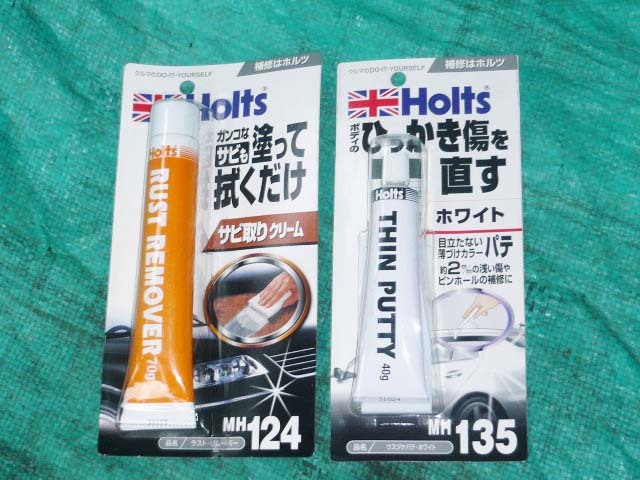 クルマのDO-IT-YOURSELF
補修はホルツ
Holts
ガンコな
サビも
塗って
拭くだけ
サビ取りクリーム
Holts
RUST REMOVER
70g
MH124
品名/ラスト・リムーバー
クルマのDO-IT-YOURSELF
補修はホルツ
Holts
ボディの
ひっかき傷を
直す
ホワイト
目立たない
薄づけカラーパテ
約2m/mの浅い傷や
ピンホールの補修に
Holts
THIN PUTTY
40g
MH135
品名/ウスヅケパテ・ホワイト